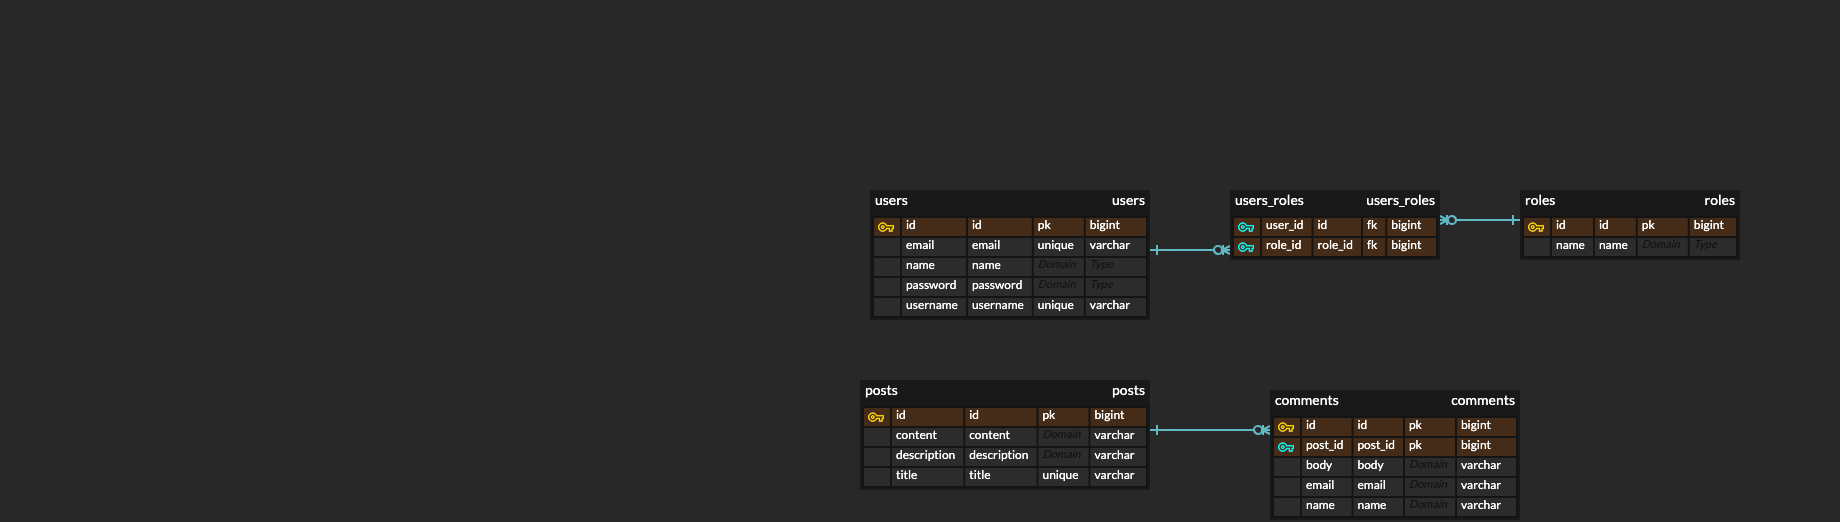 users users
id id pk bigint
email email unique varchar
name name Domain Type
password password Domain Type
username username unique varchar
users_roles users_roles
user_id id fk bigint
role_id role_id fk bigint
roles roles
id id pk bigint
name name Domain Type
posts posts
id id pk bigint
content content Domain varchar
description description Domain varchar
title title unique varchar
comments comments
id id pk bigint
post_id post_id pk bigint
body body Domain varchar
email email Domain varchar
name name Domain varchar